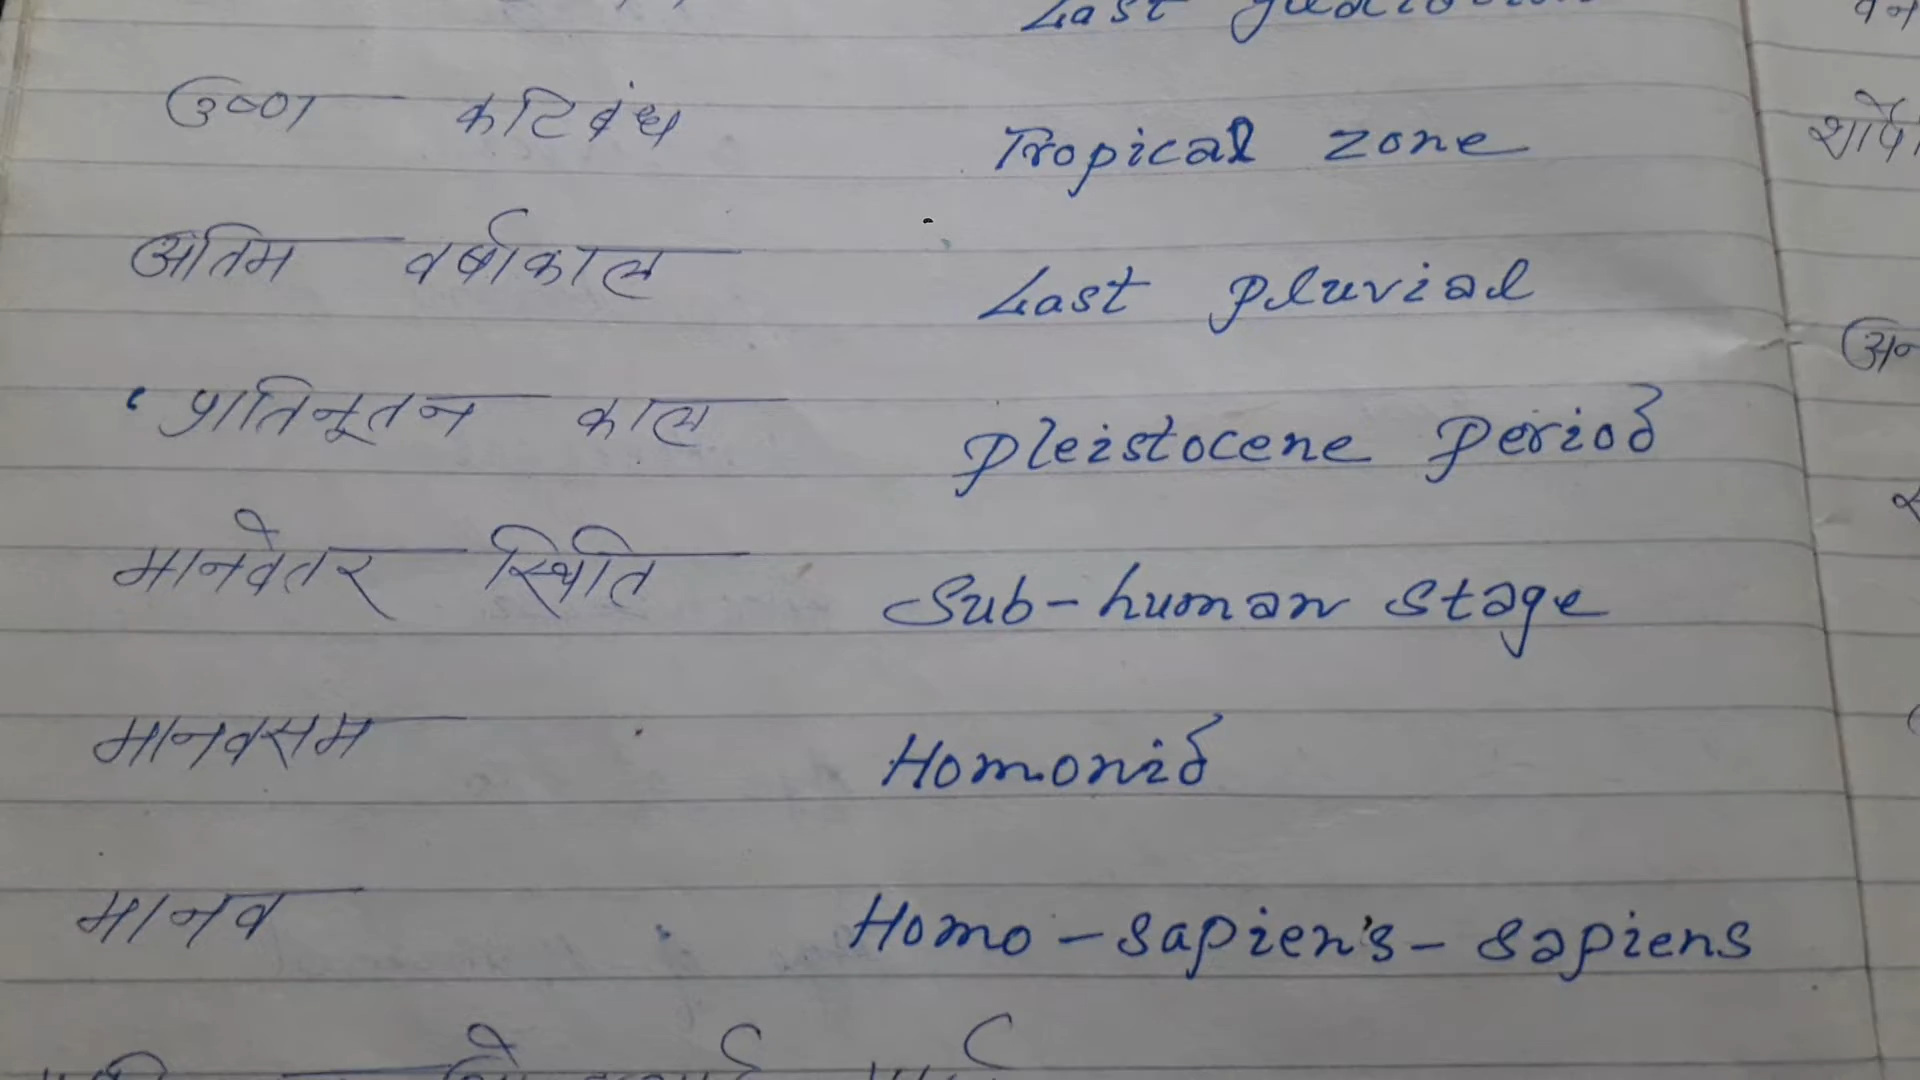 Last
उष्ण कटिबंध Tropical zone
अंतिम वर्षाकाल Last pluvial
प्रातिनूतन काल Pleistocene Period
मानवेतर स्थिति Sub-human stage
मानवसम Homonid
मानव Homo - sapien's - sapiens